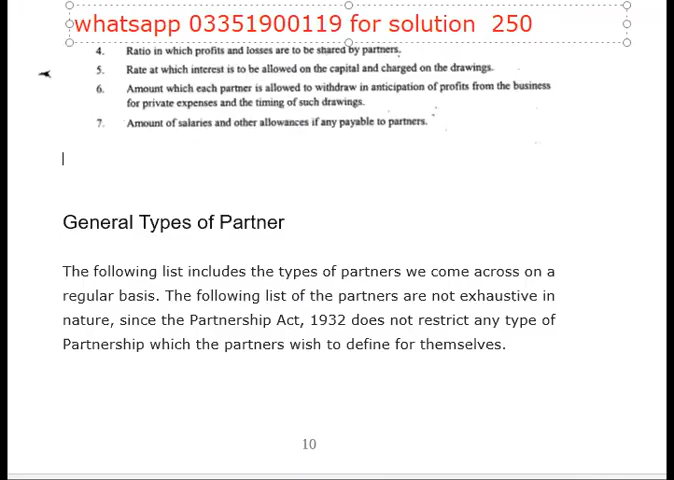 whatsapp 03351900119 for solution 250
4. Ratio in which profits and losses are to be shared by partners.
5. Rate at which interest is to be allowed on the capital and charged on the drawings.
6. Amount which each partner is allowed to withdraw in anticipation of profits from the business
for private expenses and the timing of such drawings.
7. Amount of salaries and other allowances if any payable to partners.
General Types of Partner
The following list includes the types of partners we come across on a
regular basis. The following list of the partners are not exhaustive in
nature, since the Partnership Act, 1932 does not restrict any type of
Partnership which the partners wish to define for themselves.
10